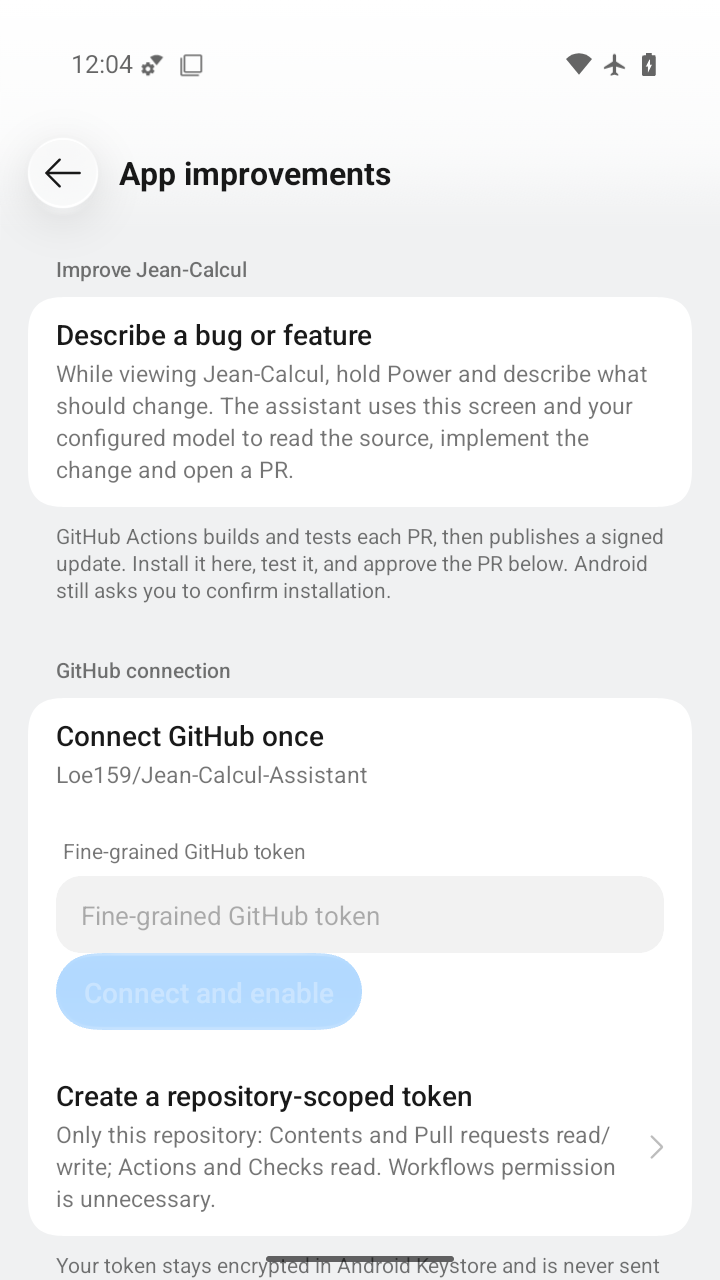 12:04
App improvements
Improve Jean-Calcul
Describe a bug or feature
While viewing Jean-Calcul, hold Power and describe what
should change. The assistant uses this screen and your
configured model to read the source, implement the
change and open a PR.
GitHub Actions builds and tests each PR, then publishes a signed
update. Install it here, test it, and approve the PR below. Android
still asks you to confirm installation.
GitHub connection
Connect GitHub once
Loe159/Jean-Calcul-Assistant
Fine-grained GitHub token
Fine-grained GitHub token
Connect and enable
Create a repository-scoped token
Only this repository: Contents and Pull requests read/
write; Actions and Checks read. Workflows permission
is unnecessary.
Your token stays encrypted in Android Keystore and is never sent